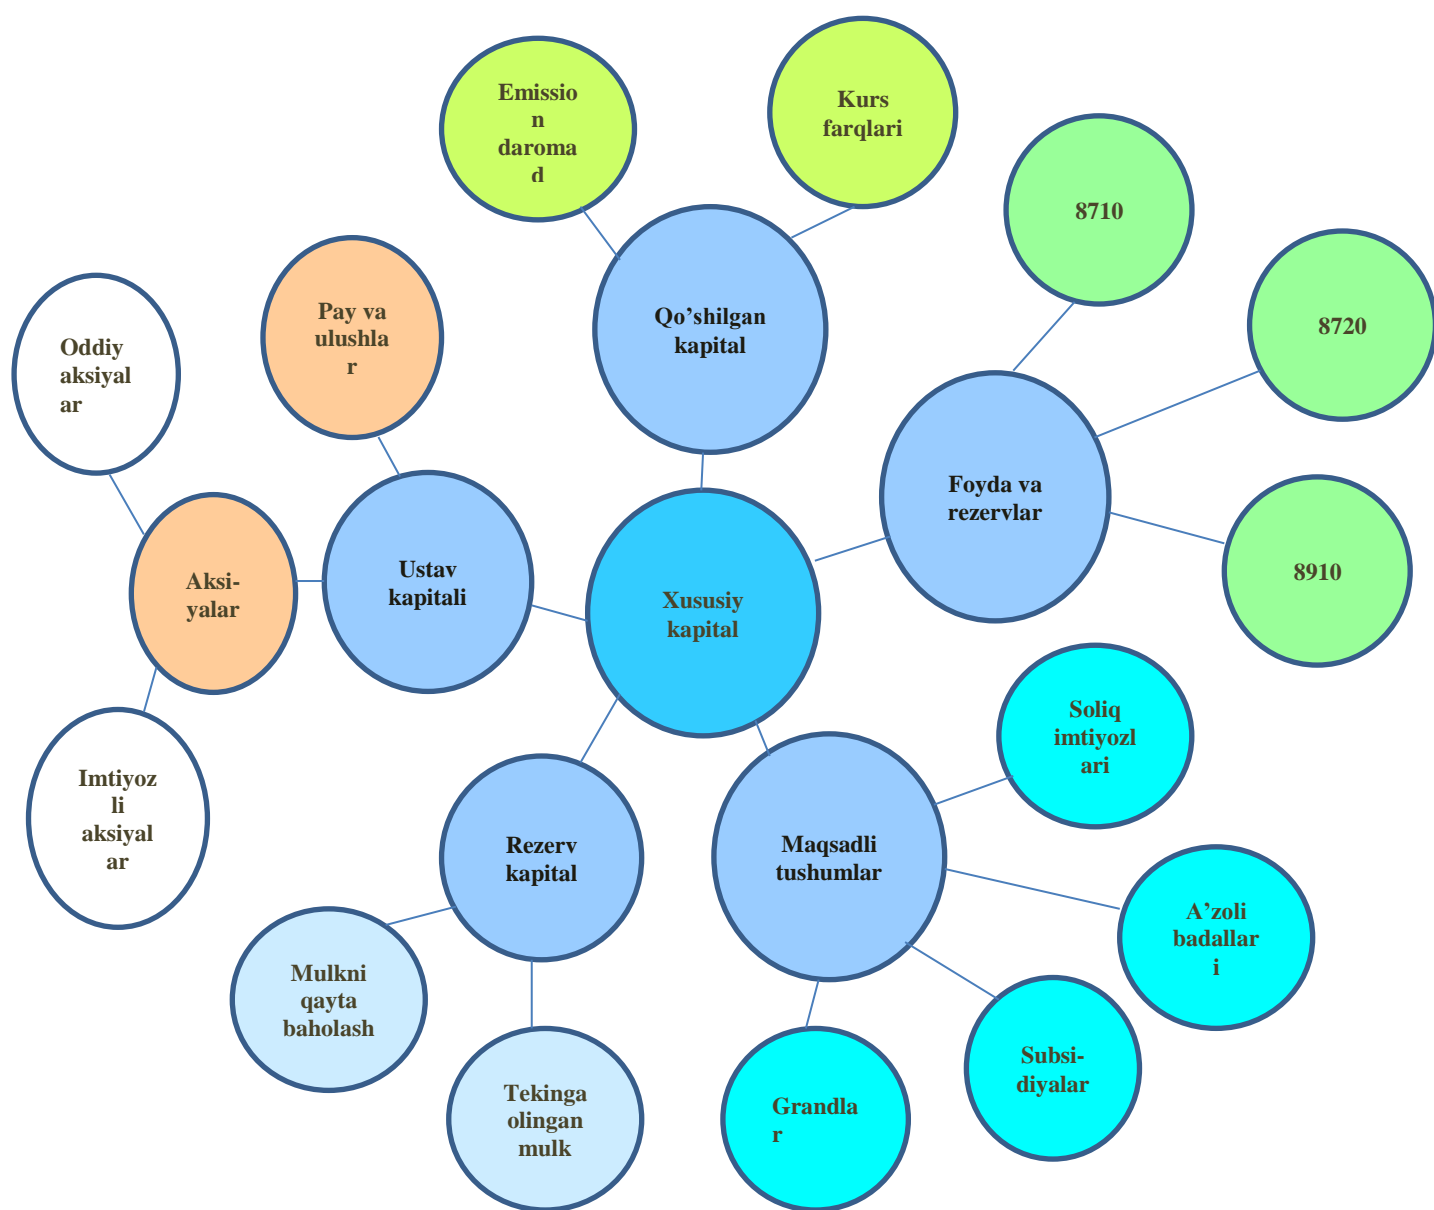 Emissio
n
daroma
d
Kurs
farqlari
8710
8720
8910
Pay va
ulushla
r
Qo’shilgan
kapital
Oddiy
aksiyal
ar
Foyda va
rezervlar
Aksi-
yalar
Ustav
kapitali
Xususiy
kapital
Imtiyoz
li
aksiyal
ar
Soliq
imtiyozl
ari
Rezerv
kapital
Maqsadli
tushumlar
A’zoli
badallar
i
Mulkni
qayta
baholash
Subsi-
diyalar
Tekinga
olingan
mulk
Grandla
r